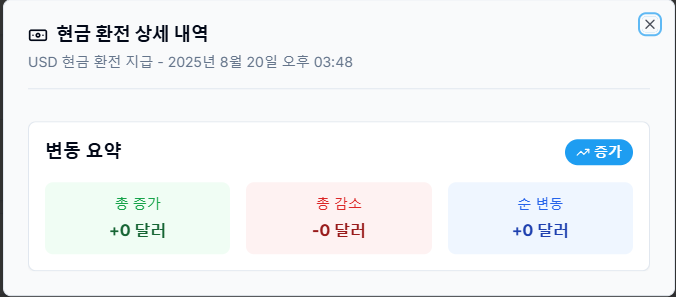 현금 환전 상세 내역
USD 현금 환전 지급 - 2025년 8월 20일 오후 03:48
변동 요약
증가
총 증가
+0 달러
총 감소
-0 달러
순 변동
+0 달러